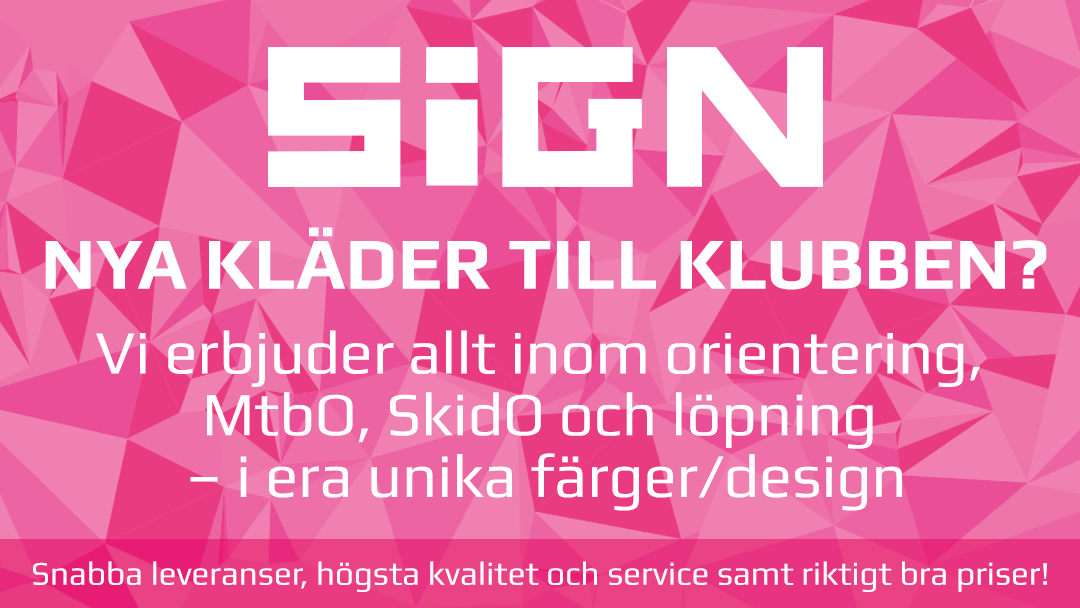 SiGN
NYA KLÄDER TILL KLUBBEN?
Vi erbjuder allt inom orientering,
MtbO, SkidO och löpning
– i era unika färger/design
Snabba leveranser, högsta kvalitet och service samt riktigt bra priser!